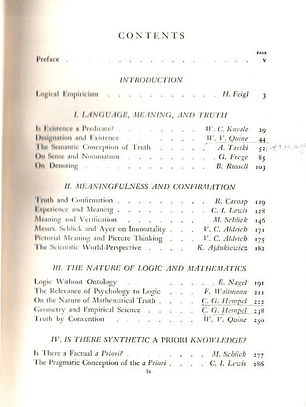 CONTENTS
PAGE
Preface . . . . . . . . . . . . v
INTRODUCTION
Logical Empiricism . . . . . . H. Feigl 3
I. LANGUAGE, MEANING, AND TRUTH
Is Existence a Predicate? . . . . W. C. Kneale 29
Designation and Existence . . . . W. V. Quine 44
The Semantic Conception of Truth . . A. Tarski 52
On Sense and Nominatum . . . . G. Frege 85
On Denoting . . . . . . . B. Russell 103
II. MEANINGFULNESS AND CONFIRMATION
Truth and Confirmation . . . . R. Carnap 119
Experience and Meaning . . . . C. I. Lewis 128
Meaning and Verification . . . . M. Schlick 146
Messrs. Schlick and Ayer on Immortality . V. C. Aldrich 171
Pictorial Meaning and Picture Thinking . V. C. Aldrich 175
The Scientific World-Perspective . . K. Ajdukiewicz 182
III. THE NATURE OF LOGIC AND MATHEMATICS
Logic Without Ontology . . . . E. Nagel 191
The Relevance of Psychology to Logic . F. Waismann 211
On the Nature of Mathematical Truth . C. G. Hempel 222
Geometry and Empirical Science . . C. G. Hempel 238
Truth by Convention . . . . W. V. Quine 250
IV. IS THERE SYNTHETIC A PRIORI KNOWLEDGE?
Is There a Factual a Priori? . . . M. Schlick 277
The Pragmatic Conception of the a Priori . C. I. Lewis 286
ix